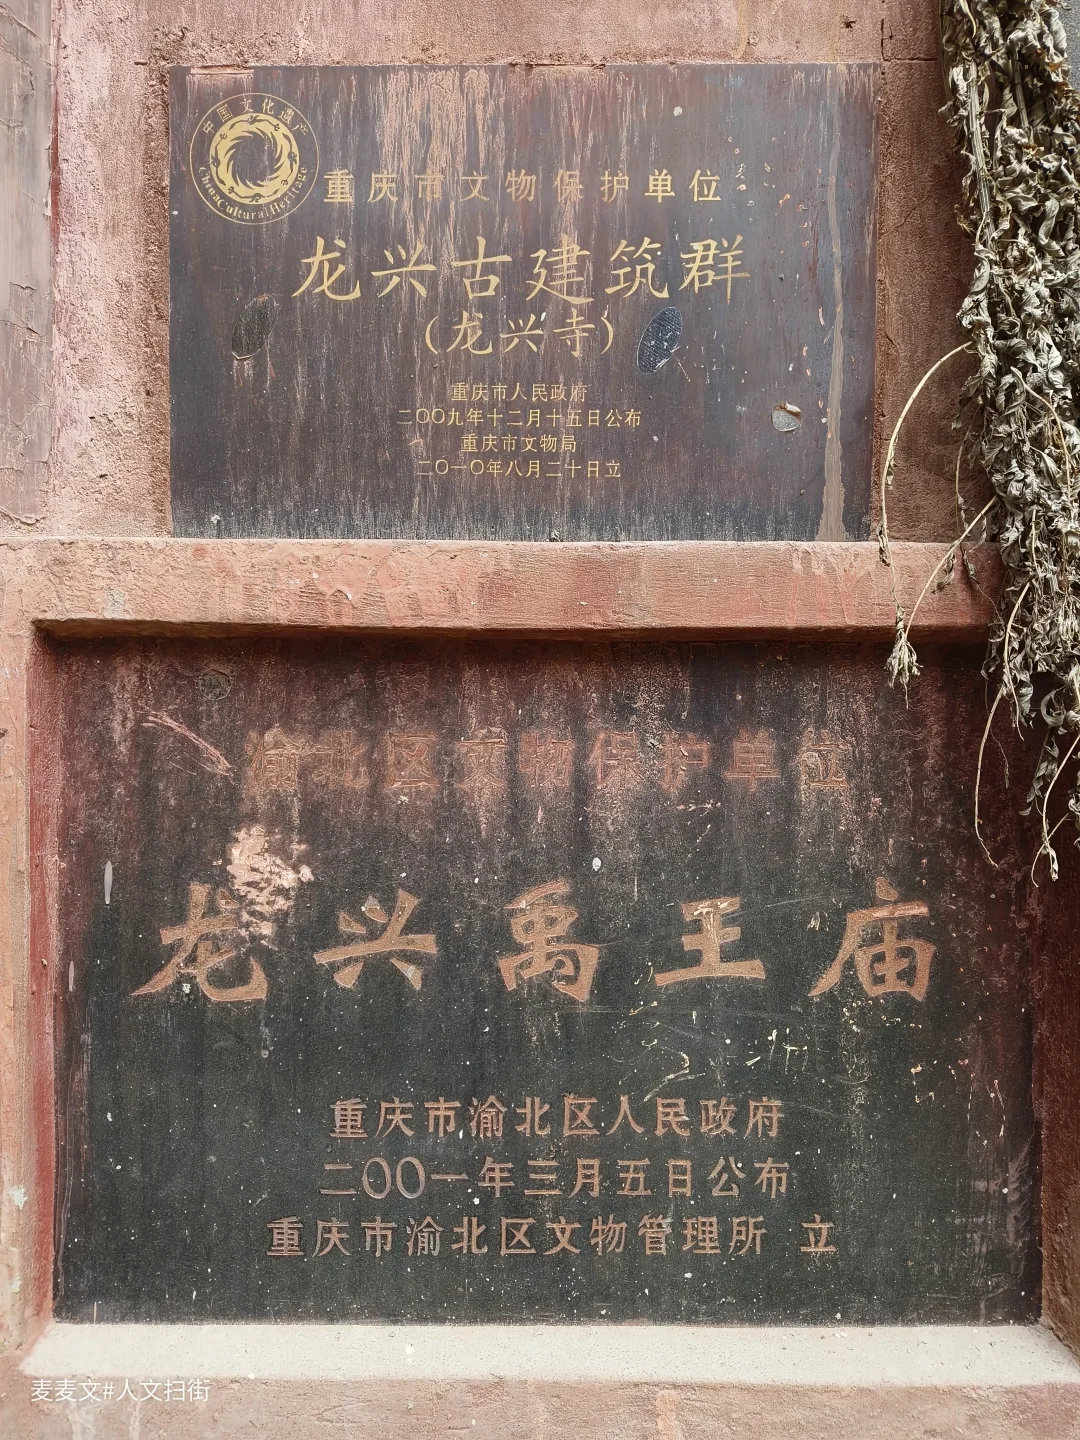 中国文化遗产
China Cultural Heritage
重庆市文物保护单位
龙兴古建筑群
(龙兴寺)
重庆市人民政府
二〇〇九年十二月十五日公布
重庆市文物局
二〇一〇年八月二十日立
渝北区文物保护单位
龙兴禹王庙
重庆市渝北区人民政府
二〇〇一年三月五日公布
重庆市渝北区文物管理所 立
麦麦文#人文扫街